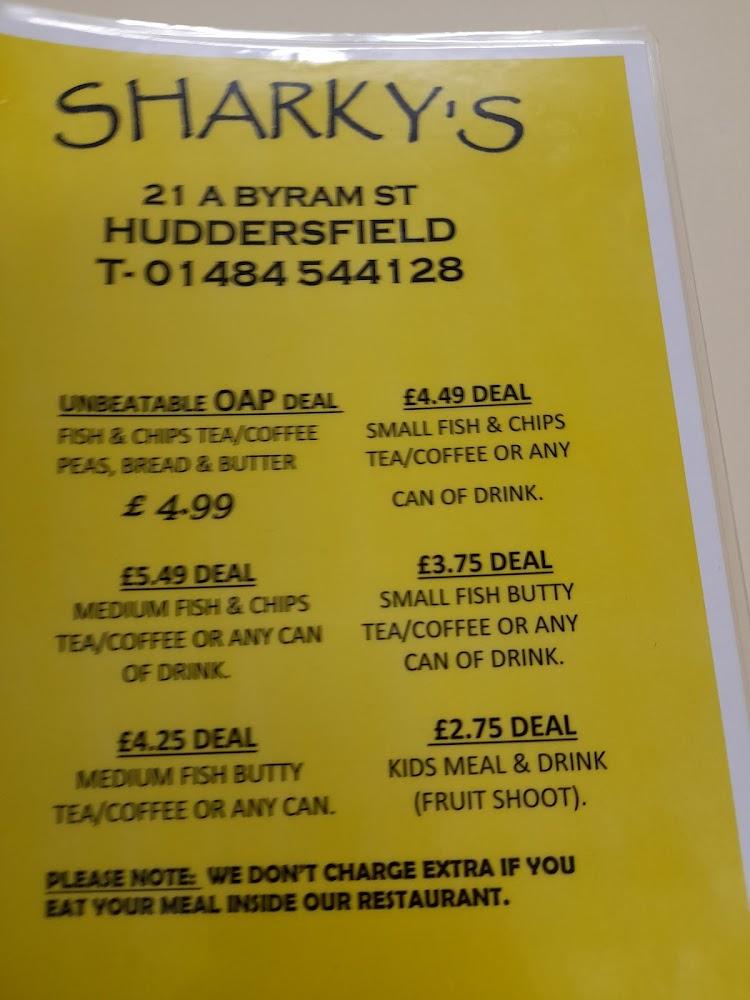 SHARKY'S
21 A BYRAM ST
HUDDERSFIELD
T- 01484 544128
UNBEATABLE OAP DEAL
FISH & CHIPS TEA/COFFEE
PEAS, BREAD & BUTTER
£ 4.99
£4.49 DEAL
SMALL FISH & CHIPS
TEA/COFFEE OR ANY
CAN OF DRINK.
£5.49 DEAL
MEDIUM FISH & CHIPS
TEA/COFFEE OR ANY CAN
OF DRINK.
£3.75 DEAL
SMALL FISH BUTTY
TEA/COFFEE OR ANY
CAN OF DRINK.
£4.25 DEAL
MEDIUM FISH BUTTY
TEA/COFFEE OR ANY CAN.
£2.75 DEAL
KIDS MEAL & DRINK
(FRUIT SHOOT).
PLEASE NOTE: WE DON'T CHARGE EXTRA IF YOU
EAT YOUR MEAL INSIDE OUR RESTAURANT.